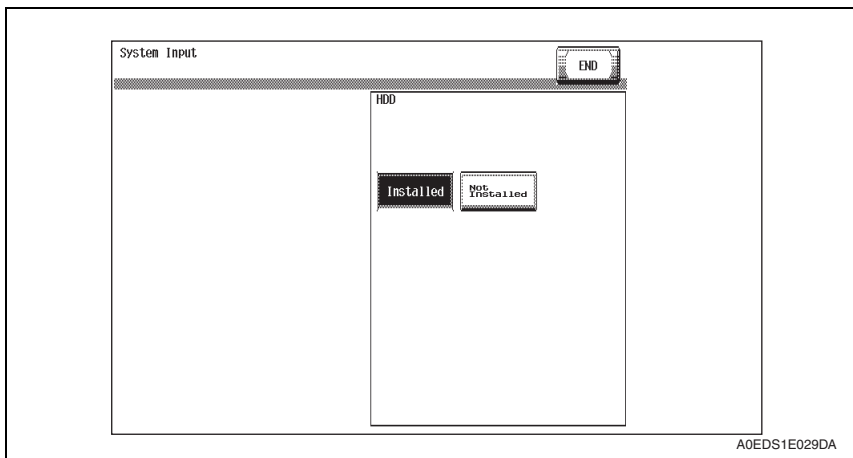 System Input
END
HDD
Installed
Not
Installed
A0EDS1E029DA